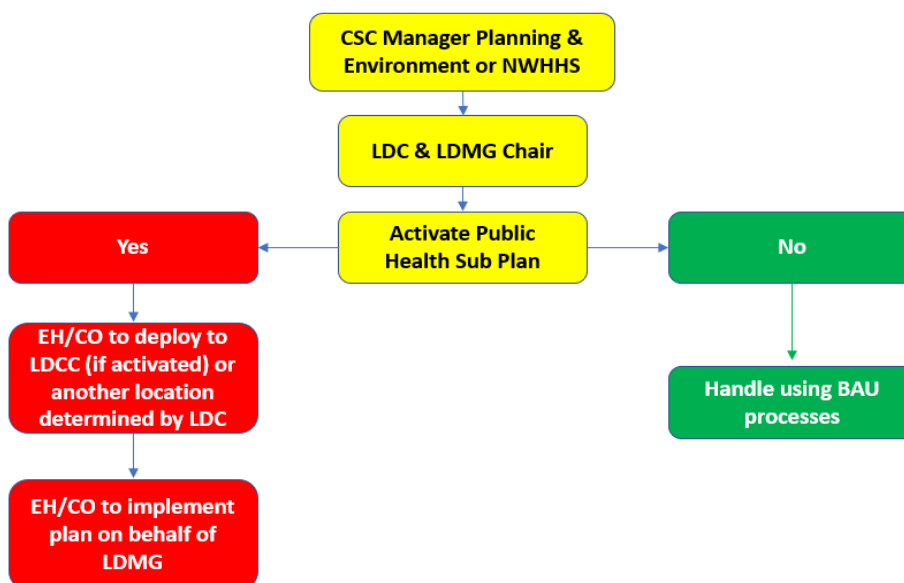 CSC Manager Planning &
Environment or NWHHS
LDC & LDMG Chair
Activate Public
Health Sub Plan
Yes
No
EH/CO to deploy to
LDCC (if activated) or
another location
determined by LDC
Handle using BAU
processes
EH/CO to implement
plan on behalf of
LDMG